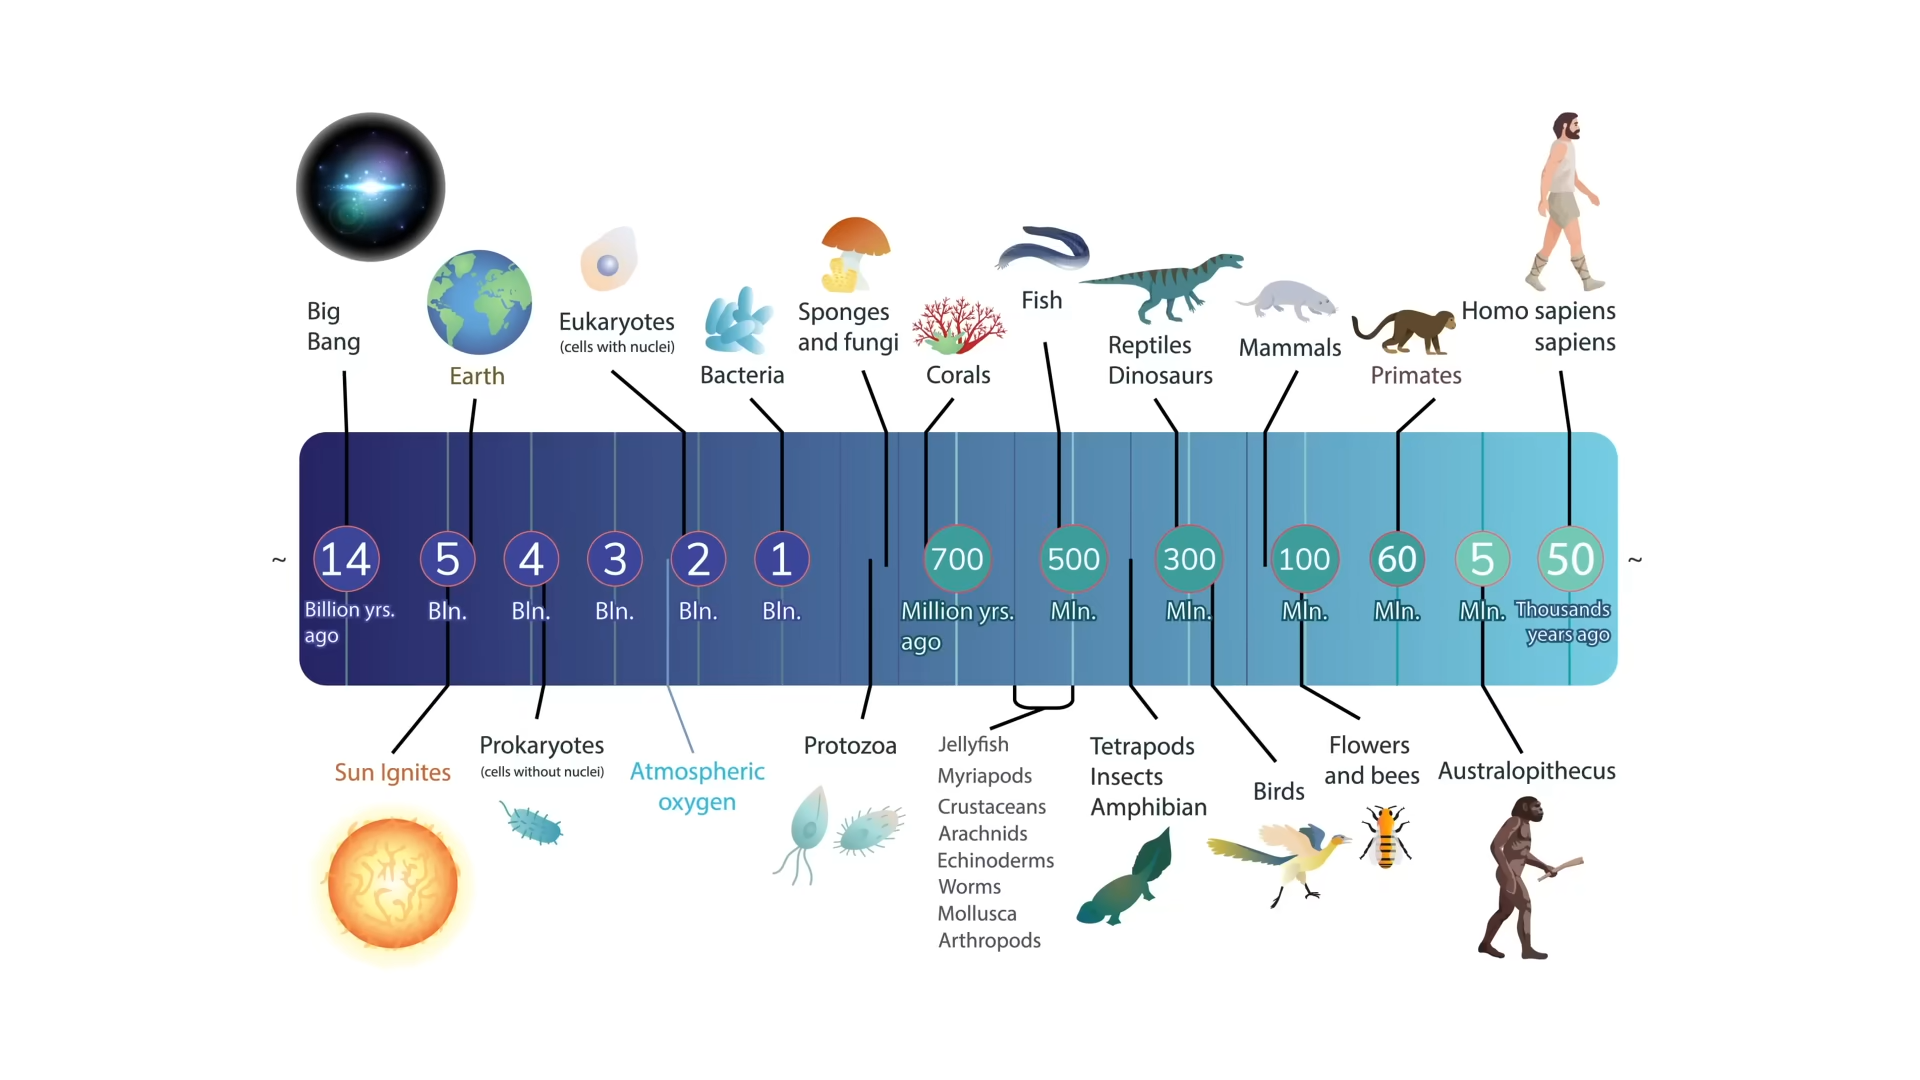 Big
Bang
Earth
Eukaryotes
(cells with nuclei)
Bacteria
Sponges
and fungi
Corals
Fish
Reptiles
Dinosaurs
Mammals
Primates
Homo sapiens
sapiens
~
14
Billion yrs.
ago
5
Bln.
4
Bln.
3
Bln.
2
Bln.
1
Bln.
700
Million yrs.
ago
500
Mln.
300
Mln.
100
Mln.
60
Mln.
5
Mln.
50
Thousands
years ago
~
Sun Ignites
Prokaryotes
(cells without nuclei)
Atmospheric
oxygen
Protozoa
Jellyfish
Myriapods
Crustaceans
Arachnids
Echinoderms
Worms
Mollusca
Arthropods
Tetrapods
Insects
Amphibian
Birds
Flowers
and bees
Australopithecus